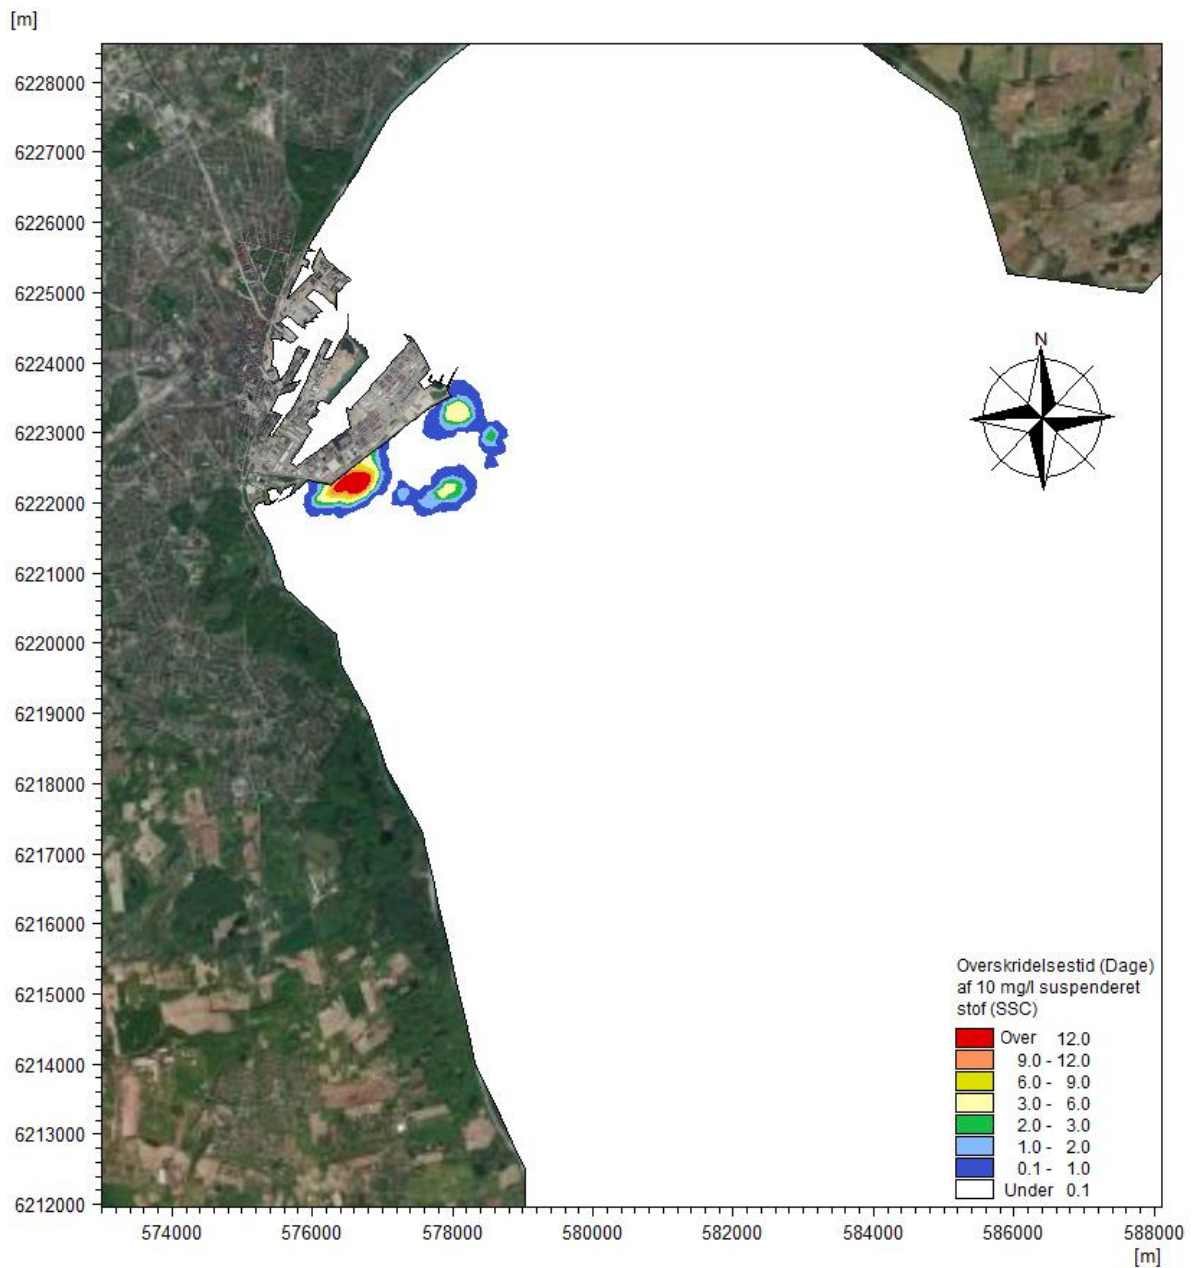 [m]
6228000
6227000
6226000
6225000
6224000
6223000
6222000
6221000
6220000
6219000
6218000
6217000
6216000
6215000
6214000
6213000
6212000
N
Overskridelsestid (Dage)
af 10 mg/l suspenderet
stof (SSC)
Over 12.0
9.0 - 12.0
6.0 - 9.0
3.0 - 6.0
2.0 - 3.0
1.0 - 2.0
0.1 - 1.0
Under 0.1
574000 576000 578000 580000 582000 584000 586000 588000
[m]